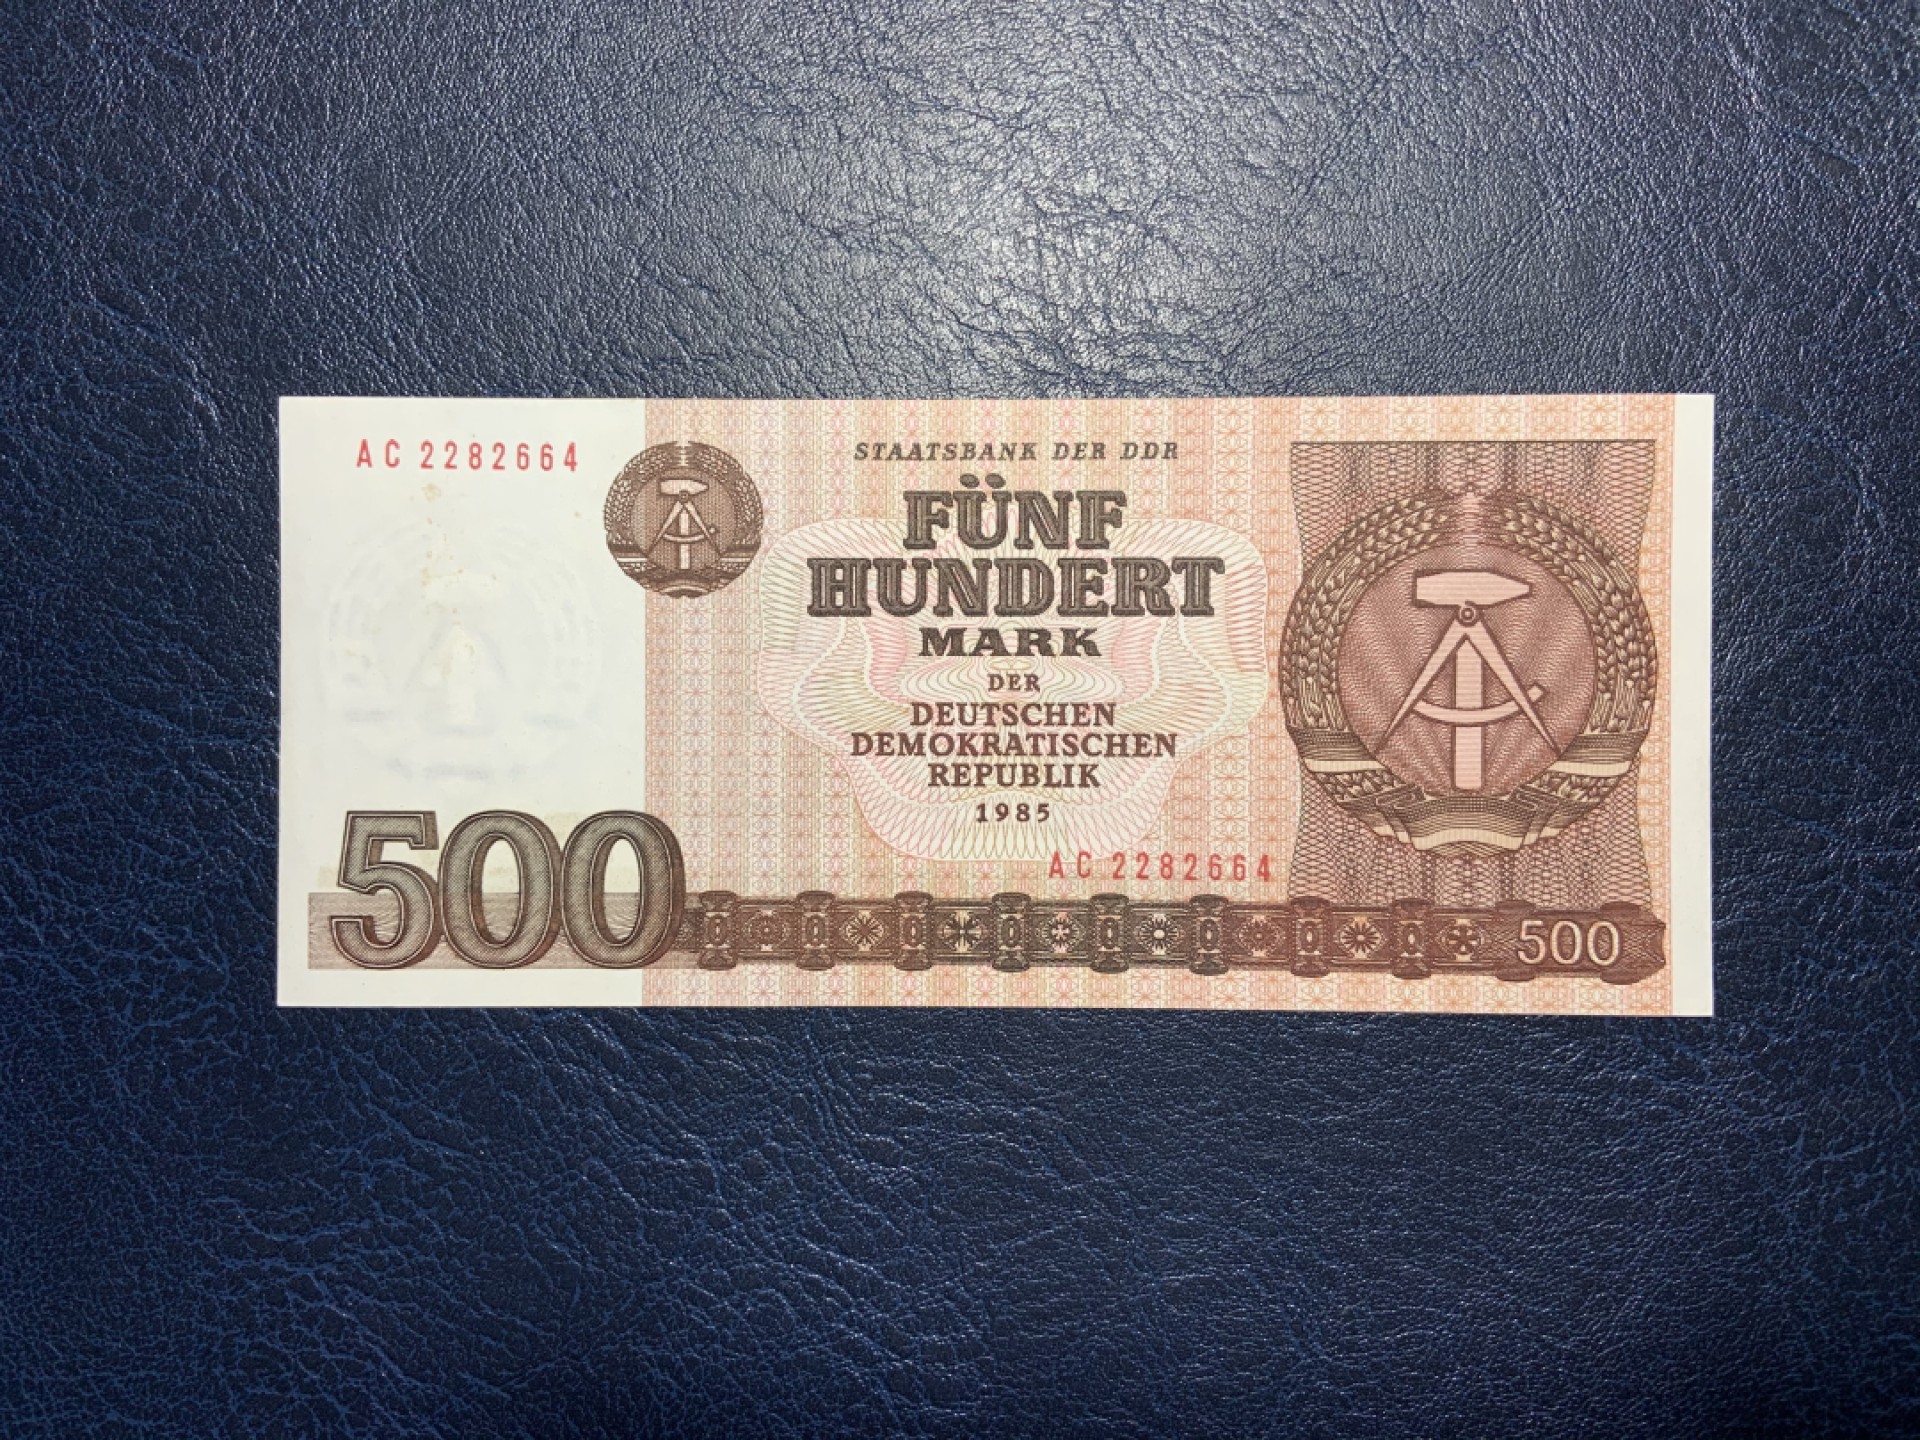 AC 2282664
STAATSBANK DER DDR
FÜNF
HUNDERT
MARK
DER
DEUTSCHEN
DEMOKRATISCHEN
REPUBLIK
1985
AC 2282664
500
500